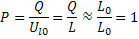 P = Q / U_{l0} = Q / L ≈ L_0 / L_0 = 1